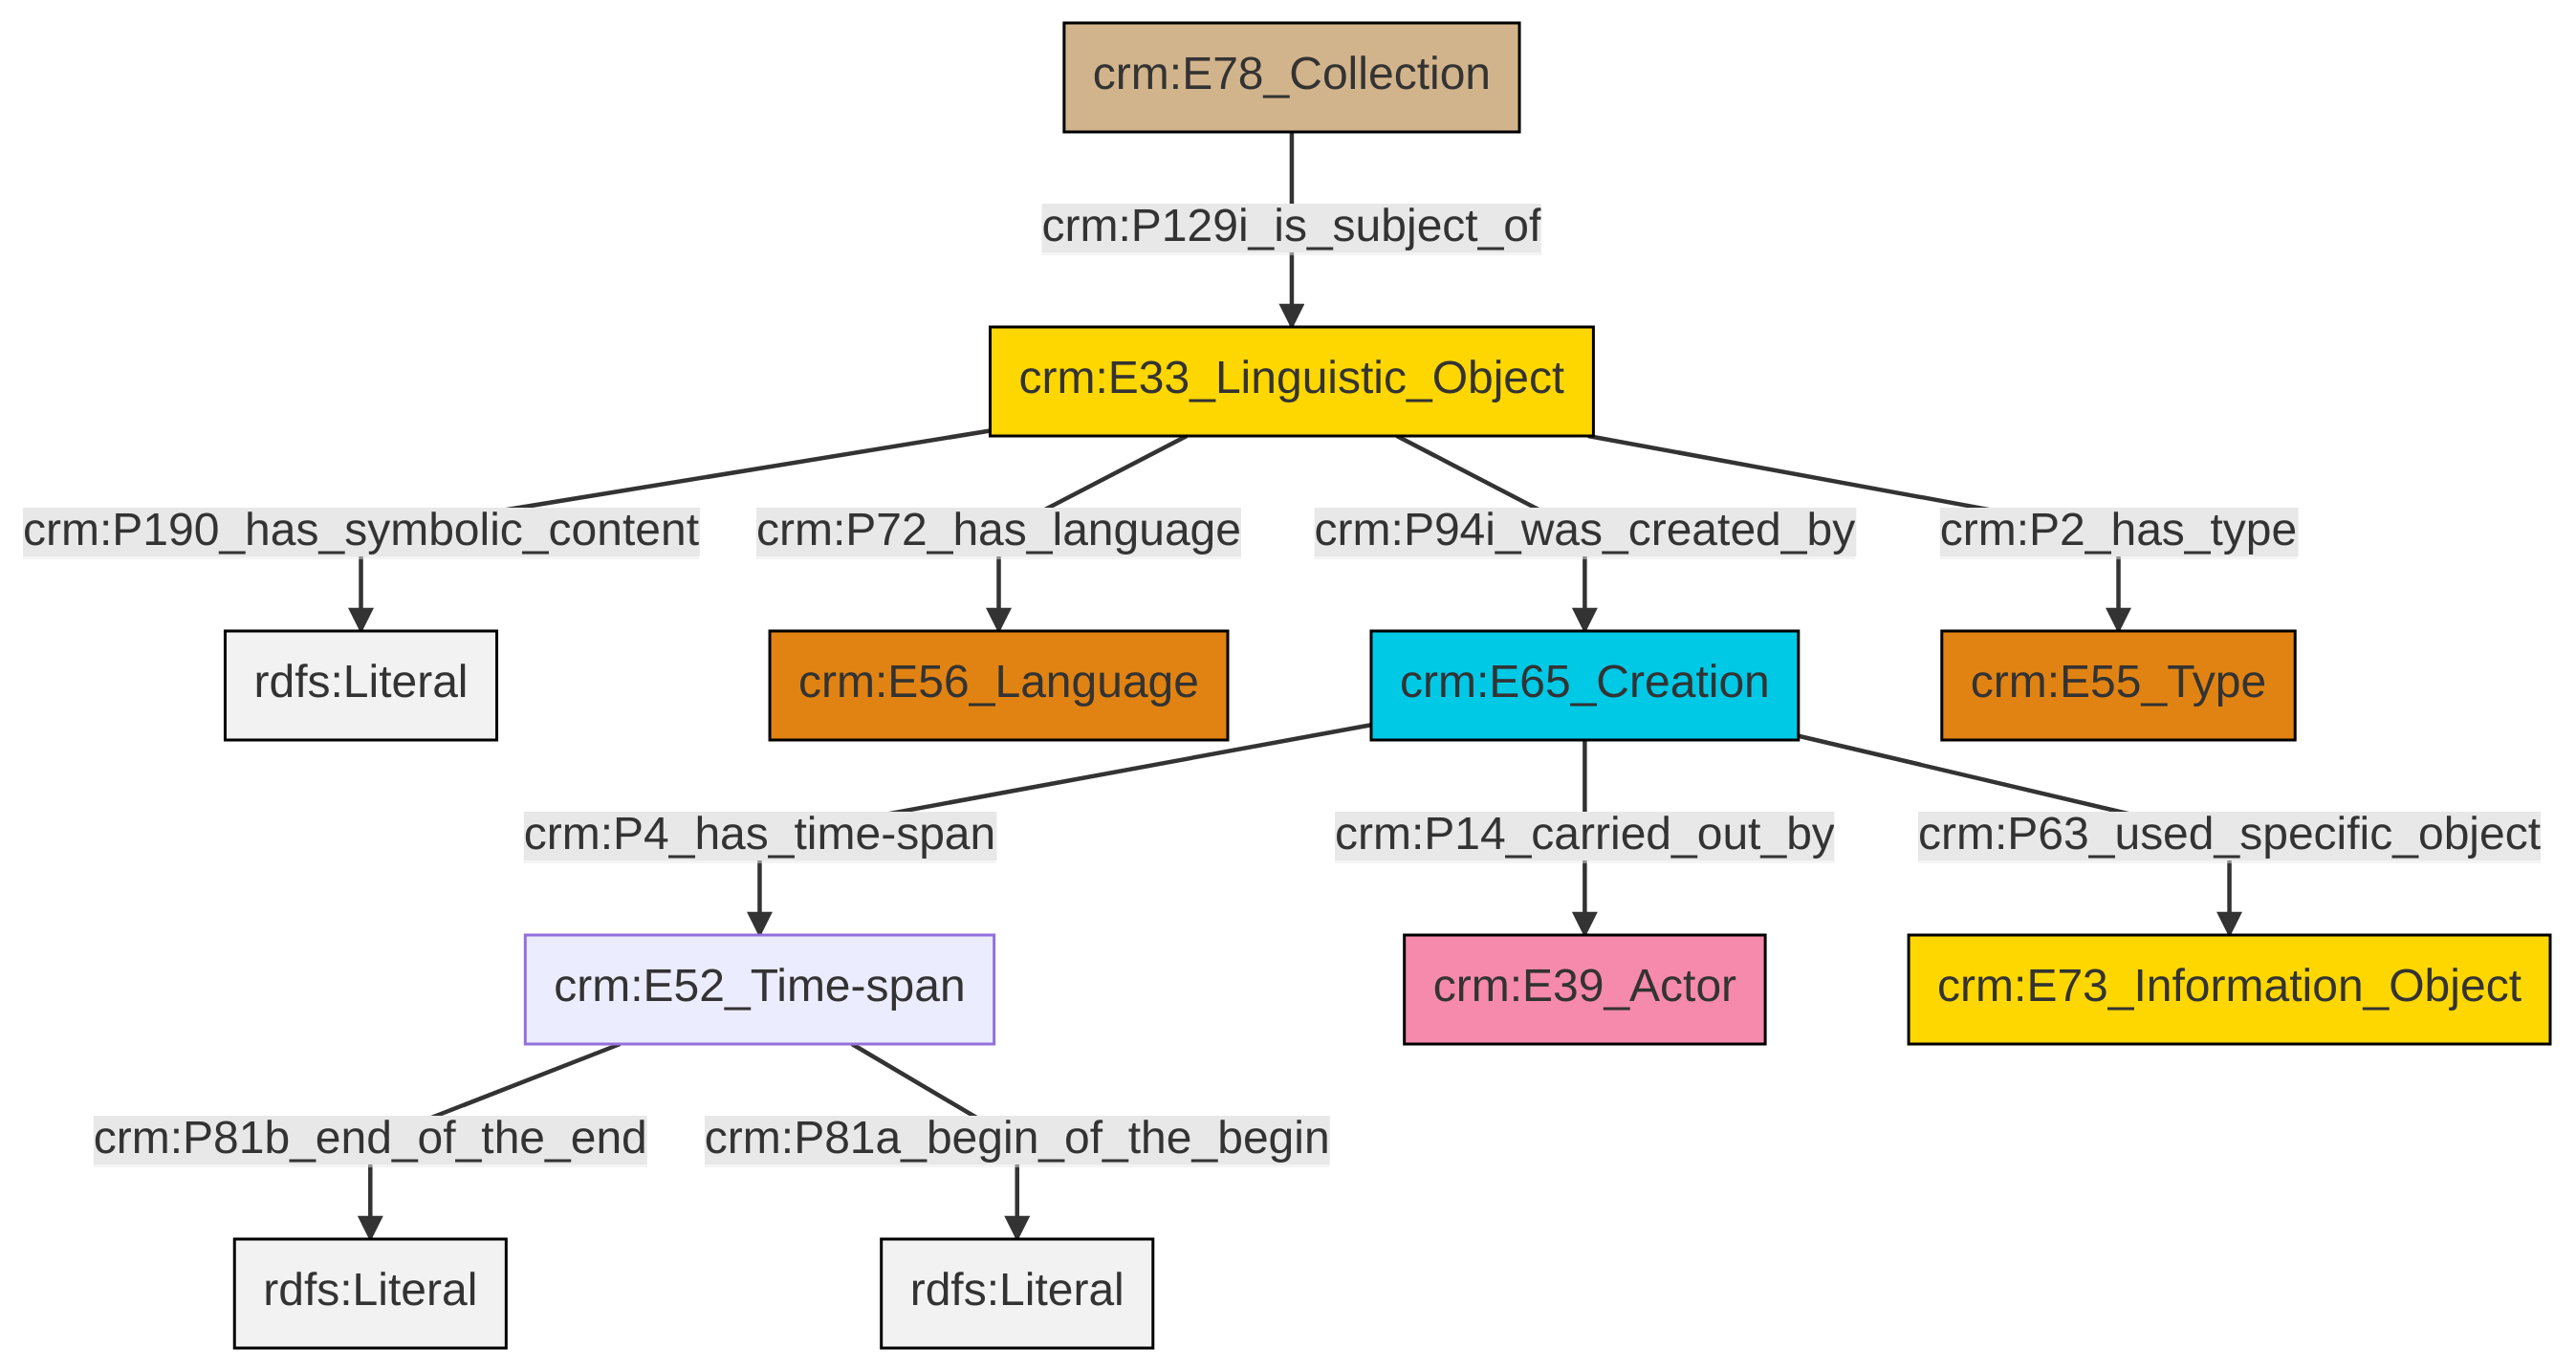 crm:E78_Collection
crm:P129i_is_subject_of
crm:E33_Linguistic_Object
crm:P190_has_symbolic_content
crm:P72_has_language
crm:P94i_was_created_by
crm:P2_has_type
rdfs:Literal
crm:E56_Language
crm:E65_Creation
crm:E55_Type
crm:P4_has_time-span
crm:P14_carried_out_by
crm:P63_used_specific_object
crm:E52_Time-span
crm:E39_Actor
crm:E73_Information_Object
crm:P81b_end_of_the_end
crm:P81a_begin_of_the_begin
rdfs:Literal
rdfs:Literal